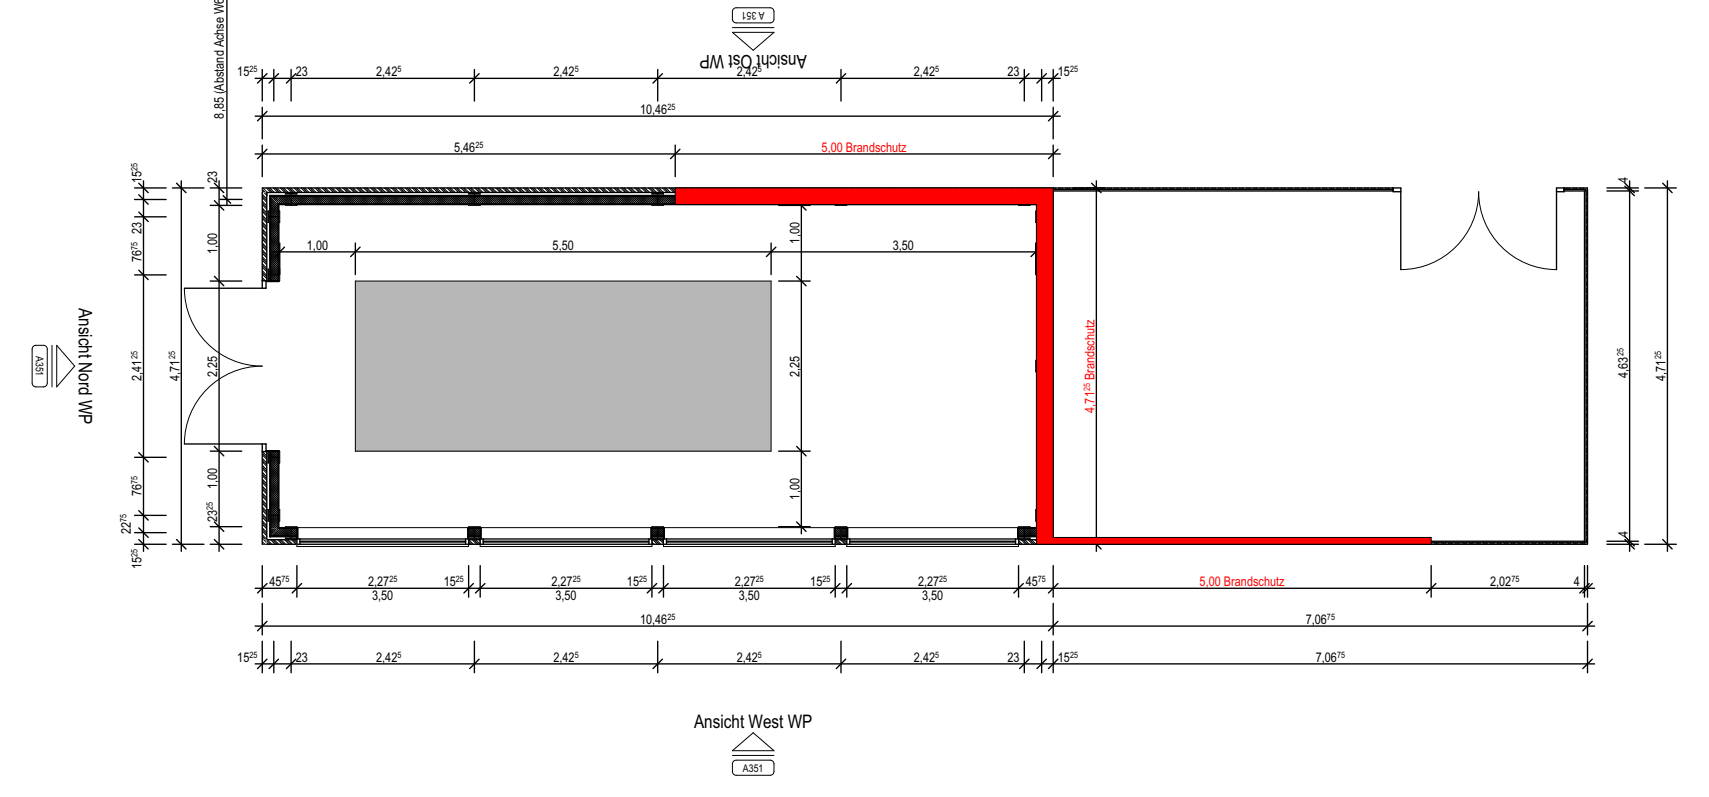 A 351
Ansicht Ost WP
8,85 (Abstand Achse W6
15²⁵ 23 2,42⁵ 2,42⁵ 2,42⁵ 2,42⁵ 23 15²⁵
10,46²⁵
5,46²⁵ 5,00 Brandschutz
15²⁵
23
76⁷⁵
2,41²⁵
76⁷⁵
22⁷⁵
15²⁵
4,71²⁵
23
1,00
2,25
1,00
23²⁵
Ansicht Nord WP
A351
1,00 5,50 3,50
1,00
2,25
1,00
4,71²⁵ Brandschutz
4
4,63²⁵
4
4,71²⁵
45⁷⁵ 2,27²⁵ 15²⁵ 2,27²⁵ 15²⁵ 2,27²⁵ 15²⁵ 2,27²⁵ 45⁷⁵ 5,00 Brandschutz 2,02⁷⁵ 4
3,50 3,50 3,50 3,50
10,46²⁵ 7,06⁷⁵
15²⁵ 23 2,42⁵ 2,42⁵ 2,42⁵ 2,42⁵ 23 15²⁵ 7,06⁷⁵
Ansicht West WP
A351